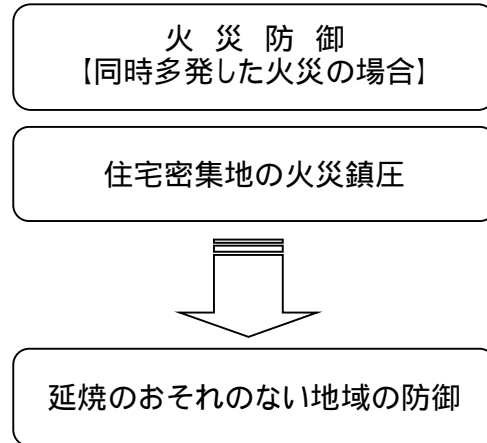 火 災 防 御
【同時多発した火災の場合】
住宅密集地の火災鎮圧
延焼のおそれのない地域の防御